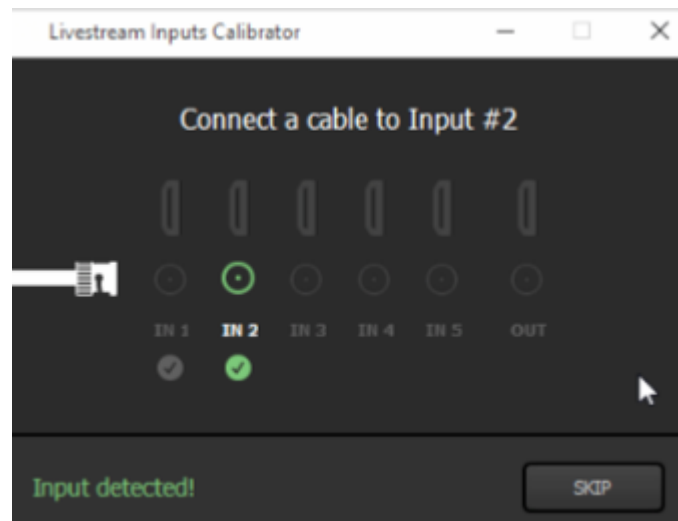 Livestream Inputs Calibrator
Connect a cable to Input #2
IN 1 IN 2 IN 3 IN 4 IN 5 OUT
Input detected!
SKIP